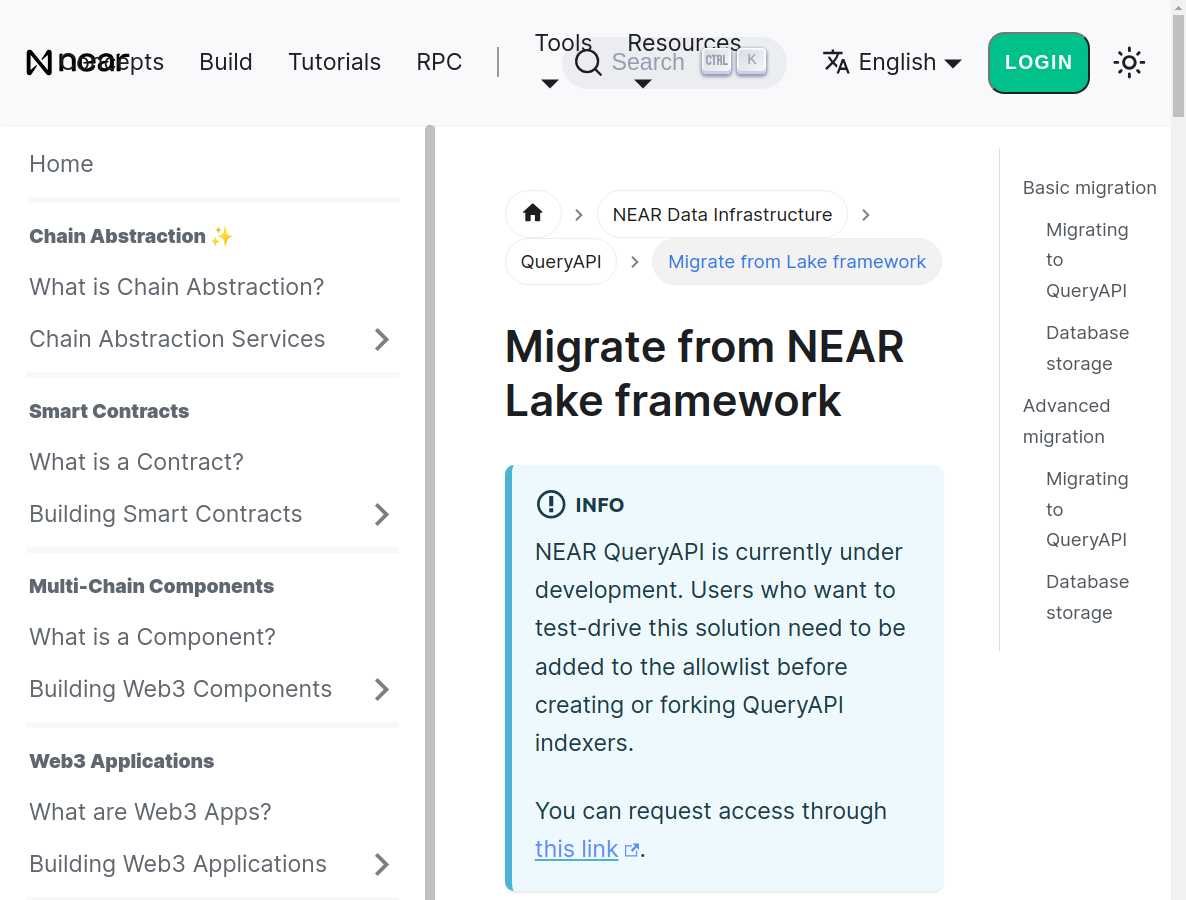 near
Concepts
Build
Tutorials
RPC
Tools
Resources
Search
CTRL
K
English
LOGIN
Home
Chain Abstraction ✨
What is Chain Abstraction?
Chain Abstraction Services
Smart Contracts
What is a Contract?
Building Smart Contracts
Multi-Chain Components
What is a Component?
Building Web3 Components
Web3 Applications
What are Web3 Apps?
Building Web3 Applications
NEAR Data Infrastructure
QueryAPI
Migrate from Lake framework
Migrate from NEAR
Lake framework
INFO
NEAR QueryAPI is currently under
development. Users who want to
test-drive this solution need to be
added to the allowlist before
creating or forking QueryAPI
indexers.
You can request access through
this link.
Basic migration
Migrating
to
QueryAPI
Database
storage
Advanced
migration
Migrating
to
QueryAPI
Database
storage